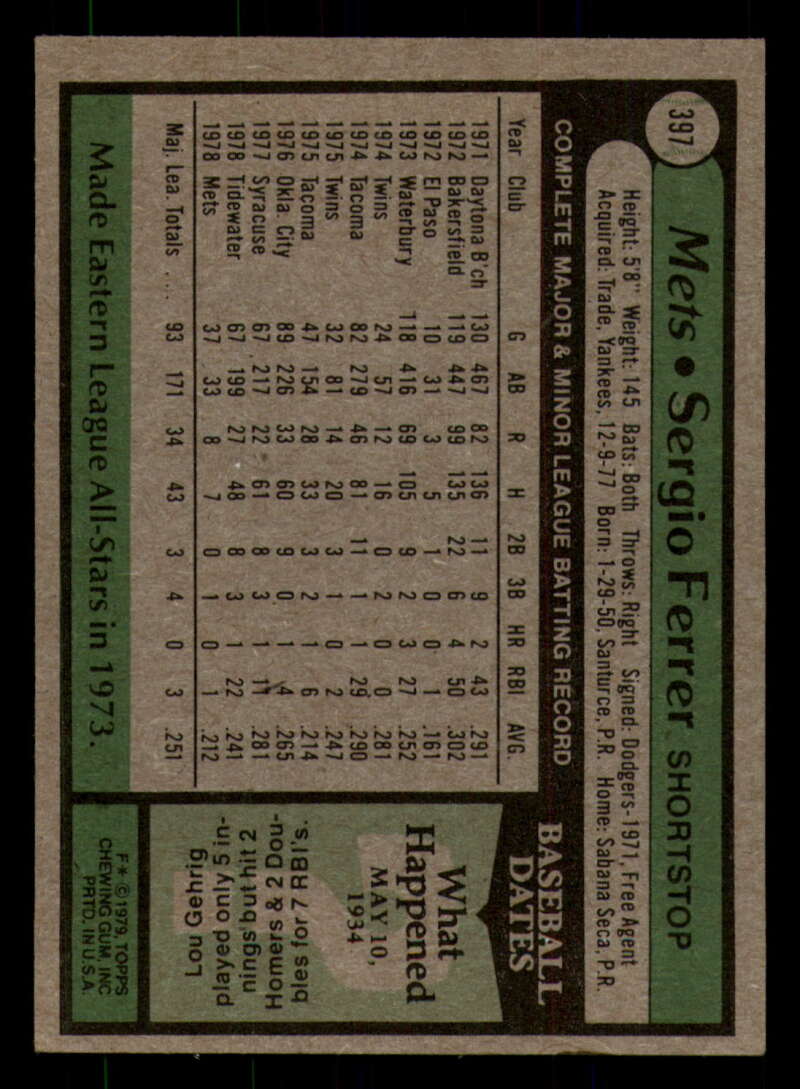 397
Mets • Sergio Ferrer SHORTSTOP
Height: 5'8" Weight: 145 Bats: Both Throws: Right Signed: Dodgers-1971, Free Agent
Acquired: Trade, Yankees, 12-9-77 Born: 1-29-50, Santurce, P.R. Home: Sabana Seca, P.R.
COMPLETE MAJOR & MINOR LEAGUE BATTING RECORD
Year Club G AB R H 2B 3B HR RBI AVG.
1971 Daytona B'ch 130 467 82 136 11 9 2 43 .291
1972 Bakersfield 119 447 69 135 22 6 4 50 .302
1972 El Paso 10 31 3 5 1 0 0 1 .161
1973 Waterbury 118 416 69 105 9 2 3 27 .252
1974 Twins 24 57 12 16 0 2 0 0 .281
1974 Tacoma 82 279 46 81 11 1 1 29 .290
1975 Twins 32 81 14 20 3 1 0 2 .247
1975 Tacoma 47 154 28 33 3 2 1 6 .214
1976 Okla. City 89 226 33 60 9 0 1 4 .265
1977 Syracuse 67 217 22 61 8 3 1 .281
1978 Tidewater 67 199 27 48 8 3 1 22 .241
1978 Mets 37 33 8 7 0 1 0 1 .212
Maj. Lea. Totals .... 93 171 34 43 3 4 0 3 .251
Made Eastern League All-Stars in 1973.
BASEBALL
DATES
What
Happened
MAY 10,
1934
Lou Gehrig
played only 5 in-
nings but hit 2
Homers & 2 Dou-
bles for 7 RBI's.
F* © 1979, TOPPS
CHEWING GUM, INC
PRTD. IN U.S.A.